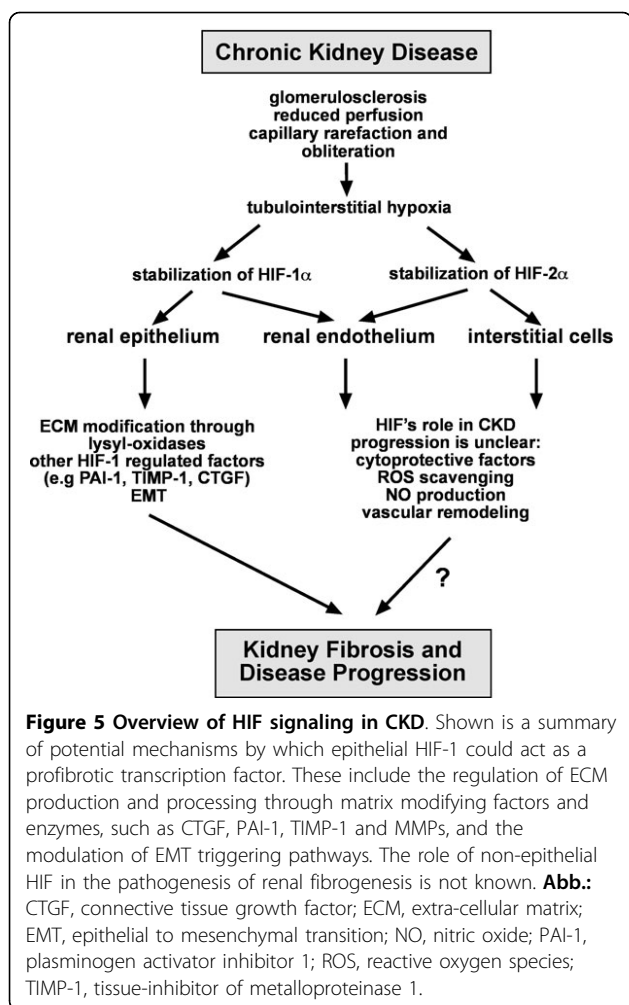 Chronic Kidney Disease
glomerulosclerosis
reduced perfusion
capillary rarefaction and
obliteration
tubulointerstitial hypoxia
stabilization of HIF-1α
stabilization of HIF-2α
renal epithelium
renal endothelium
interstitial cells
ECM modification through
lysyl-oxidases
other HIF-1 regulated factors
(e.g PAI-1, TIMP-1, CTGF)
EMT
HIF's role in CKD
progression is unclear:
cytoprotective factors
ROS scavenging
NO production
vascular remodeling
?
Kidney Fibrosis and
Disease Progression
Figure 5 Overview of HIF signaling in CKD. Shown is a summary
of potential mechanisms by which epithelial HIF-1 could act as a
profibrotic transcription factor. These include the regulation of ECM
production and processing through matrix modifying factors and
enzymes, such as CTGF, PAI-1, TIMP-1 and MMPs, and the
modulation of EMT triggering pathways. The role of non-epithelial
HIF in the pathogenesis of renal fibrogenesis is not known. Abb.:
CTGF, connective tissue growth factor; ECM, extra-cellular matrix;
EMT, epithelial to mesenchymal transition; NO, nitric oxide; PAI-1,
plasminogen activator inhibitor 1; ROS, reactive oxygen species;
TIMP-1, tissue-inhibitor of metalloproteinase 1.